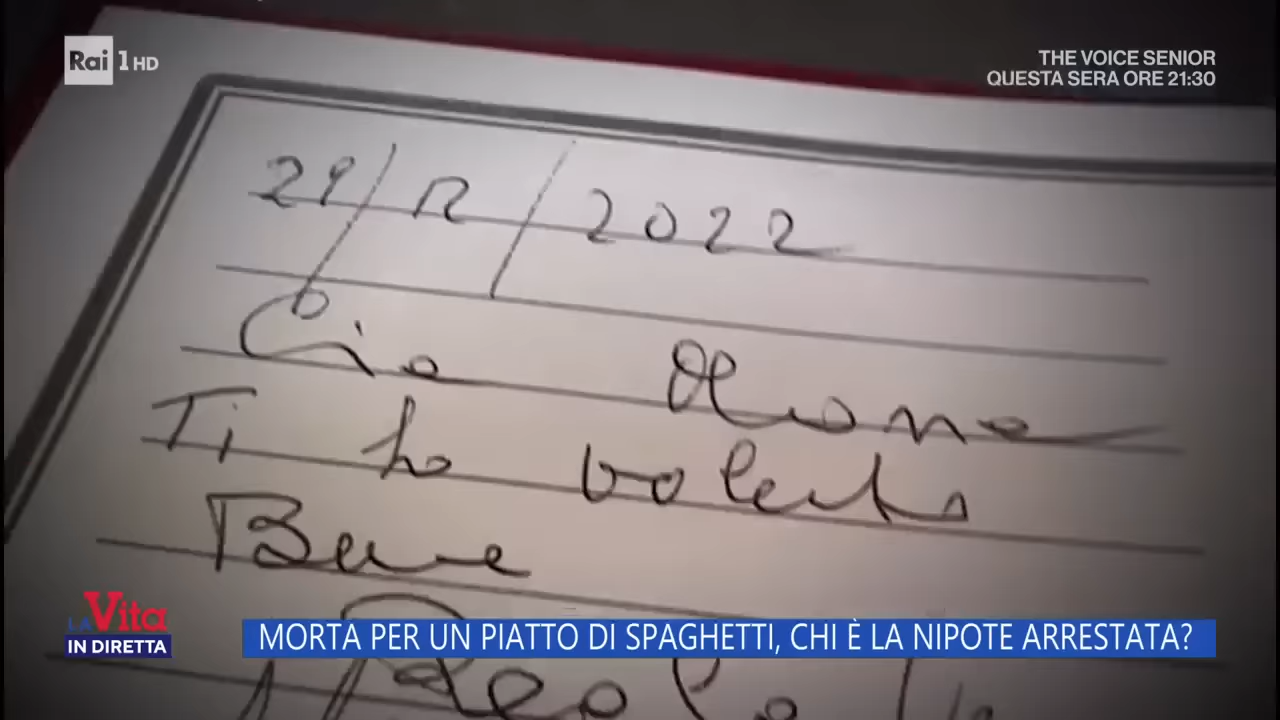 Rai 1 HD
THE VOICE SENIOR
QUESTA SERA ORE 21:30
29/12/2022
Ciao
Ti ho voluto
Bene
LA Vita
IN DIRETTA
MORTA PER UN PIATTO DI SPAGHETTI, CHI È LA NIPOTE ARRESTATA?